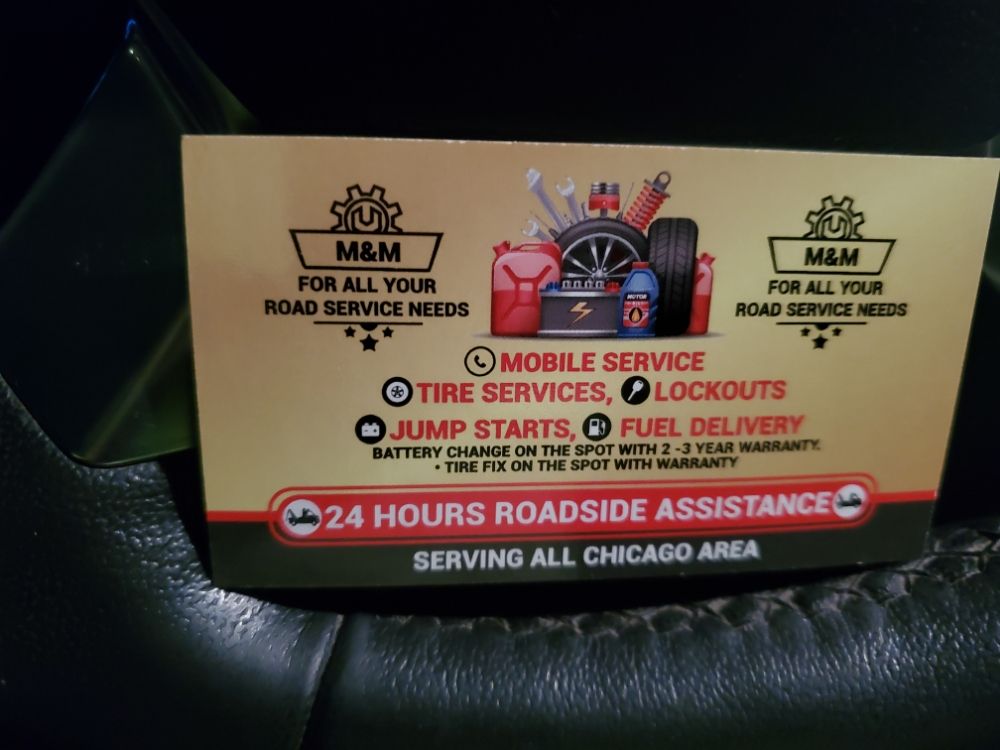 M&M
FOR ALL YOUR
ROAD SERVICE NEEDS
M&M
FOR ALL YOUR
ROAD SERVICE NEEDS
MOTOR
MOBILE SERVICE
TIRE SERVICES, LOCKOUTS
JUMP STARTS, FUEL DELIVERY
BATTERY CHANGE ON THE SPOT WITH 2 -3 YEAR WARRANTY.
• TIRE FIX ON THE SPOT WITH WARRANTY
24 HOURS ROADSIDE ASSISTANCE
SERVING ALL CHICAGO AREA